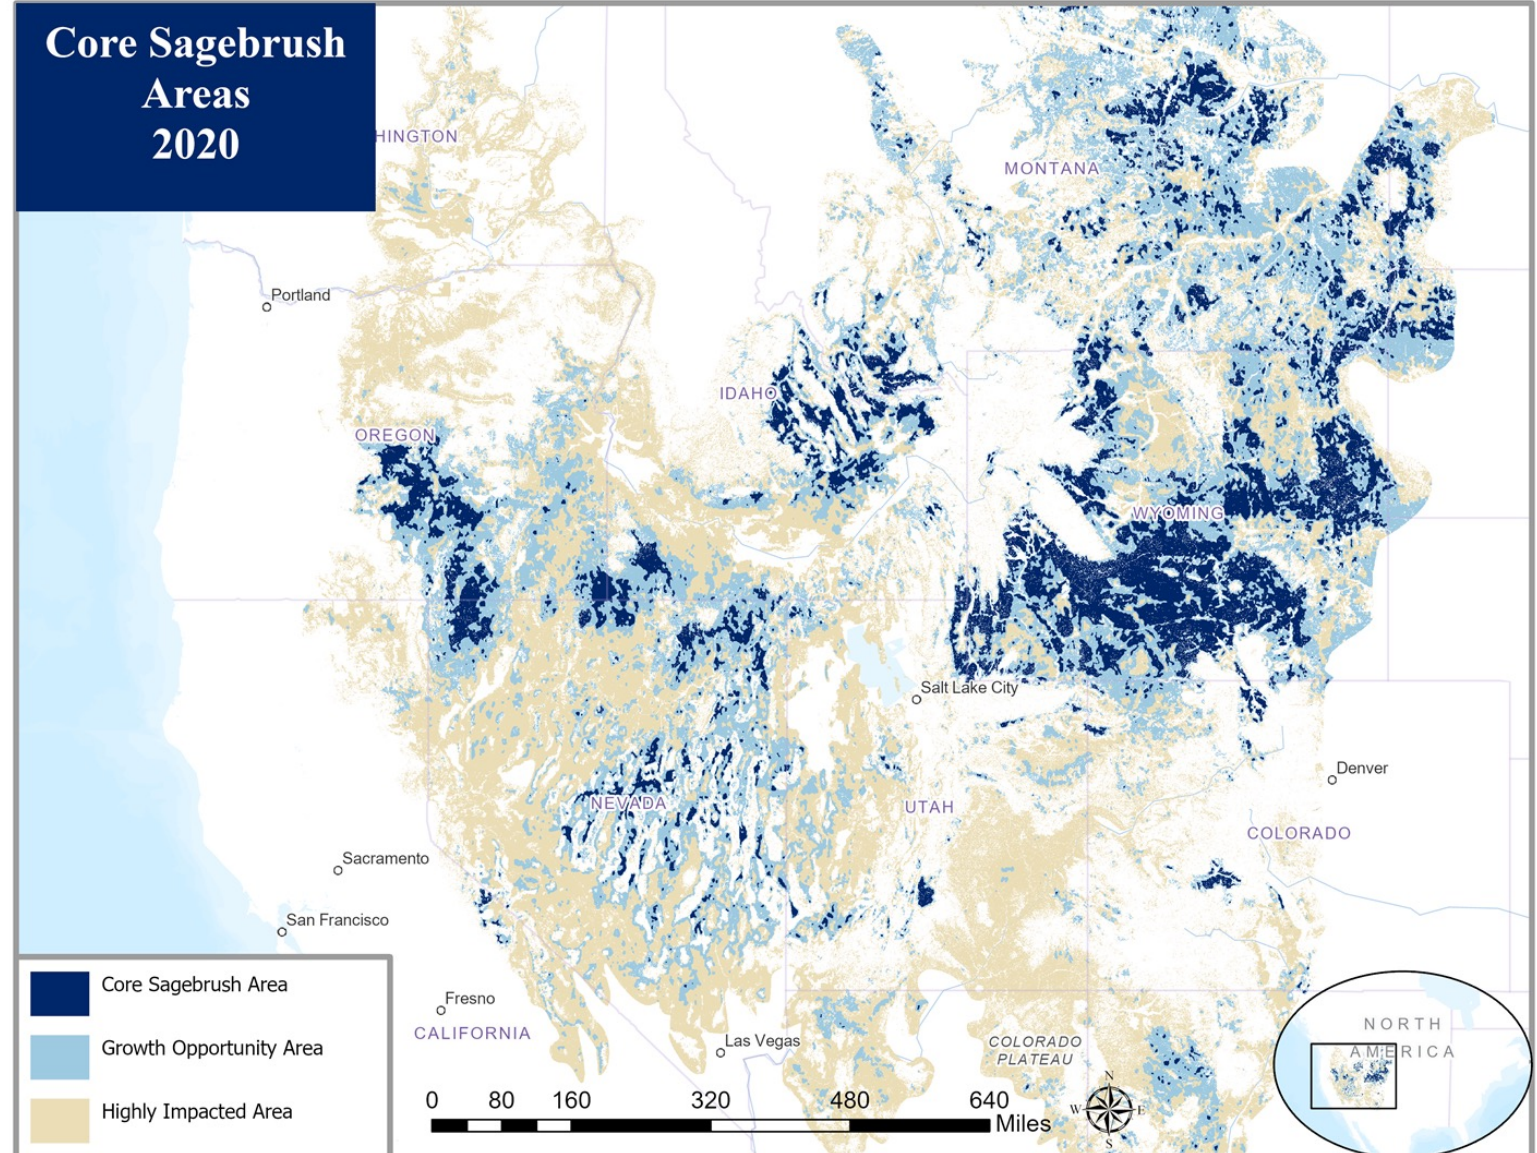 Core Sagebrush
Areas
2020
HINGTON
MONTANA
Portland
IDAHO
OREGON
WYOMING
Salt Lake City
Denver
NEVADA
UTAH
COLORADO
Sacramento
San Francisco
Core Sagebrush Area
Fresno
CALIFORNIA
Growth Opportunity Area
Las Vegas
COLORADO
PLATEAU
NORTH
AMERICA
Highly Impacted Area
0 80 160 320 480 640
Miles
N
W E
S